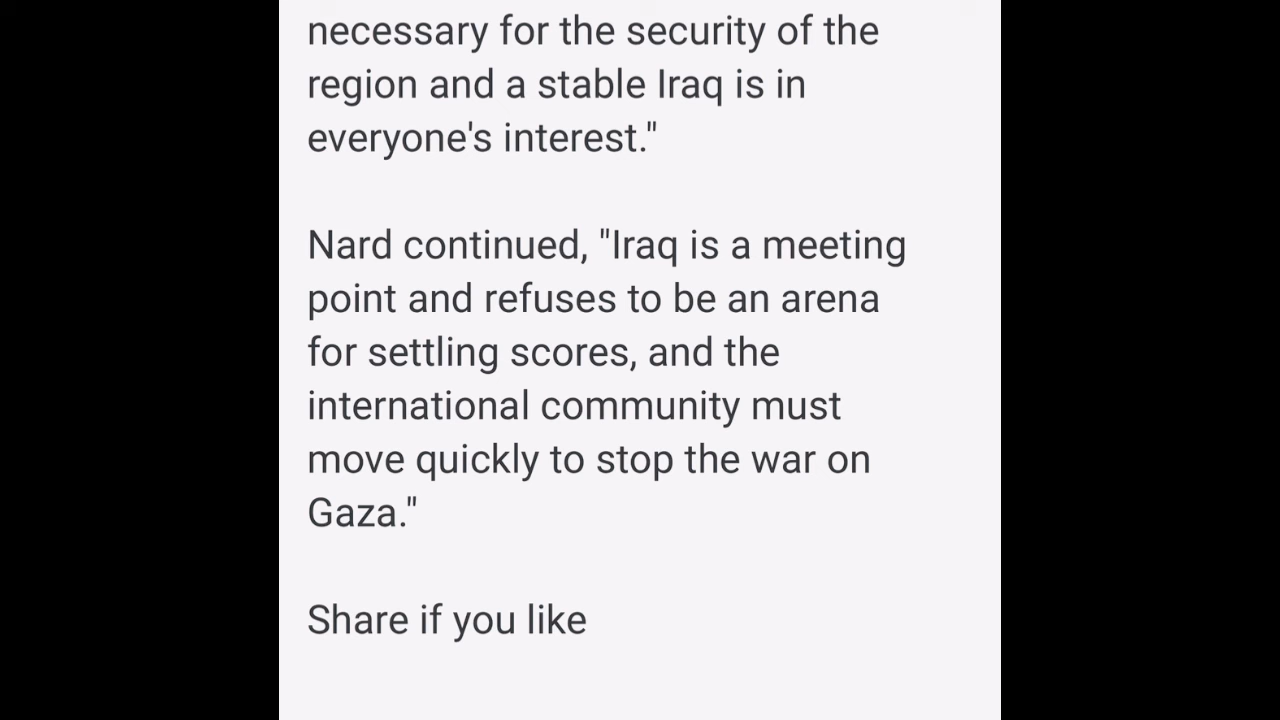 necessary for the security of the
region and a stable Iraq is in
everyone's interest."
Nard continued, "Iraq is a meeting
point and refuses to be an arena
for settling scores, and the
international community must
move quickly to stop the war on
Gaza."
Share if you like